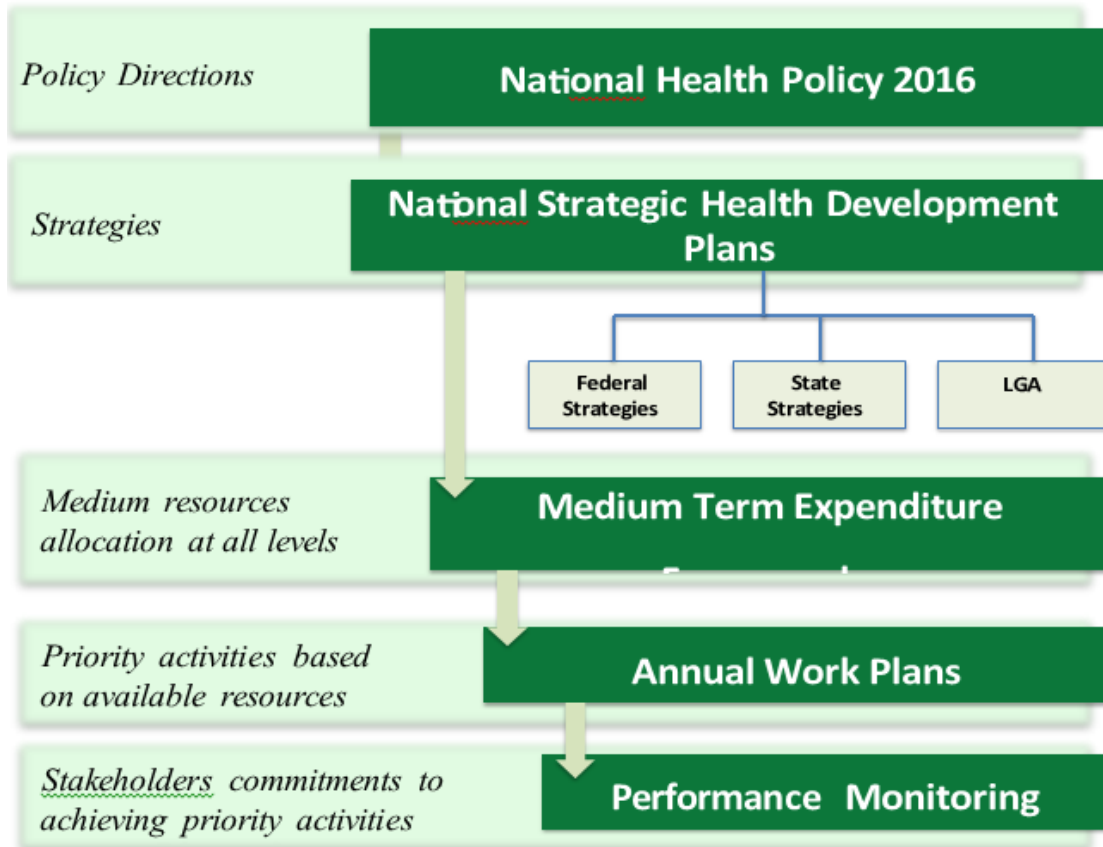 Policy Directions
National Health Policy 2016
Strategies
National Strategic Health Development
Plans
Federal
Strategies
State
Strategies
LGA
Medium resources
allocation at all levels
Medium Term Expenditure
Priority activities based
on available resources
Annual Work Plans
Stakeholders commitments to
achieving priority activities
Performance Monitoring